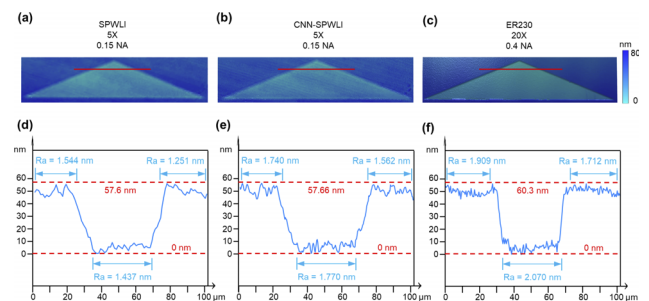 (a)
SPWLI
5X
0.15 NA
(b)
CNN-SPWLI
5X
0.15 NA
(c)
ER230
20X
0.4 NA
nm
80
0
(d)
nm
Ra = 1.544 nm
Ra = 1.251 nm
60
50
40
30
20
10
0
57.6 nm
0 nm
Ra = 1.437 nm
0 20 40 60 80 100 μm
(e)
nm
Ra = 1.740 nm
Ra = 1.562 nm
60
50
40
30
20
10
0
57.66 nm
0 nm
Ra = 1.770 nm
0 20 40 60 80 100 μm
(f)
nm
Ra = 1.909 nm
Ra = 1.712 nm
60
50
40
30
20
10
0
60.3 nm
0 nm
Ra = 2.070 nm
0 20 40 60 80 100 μm